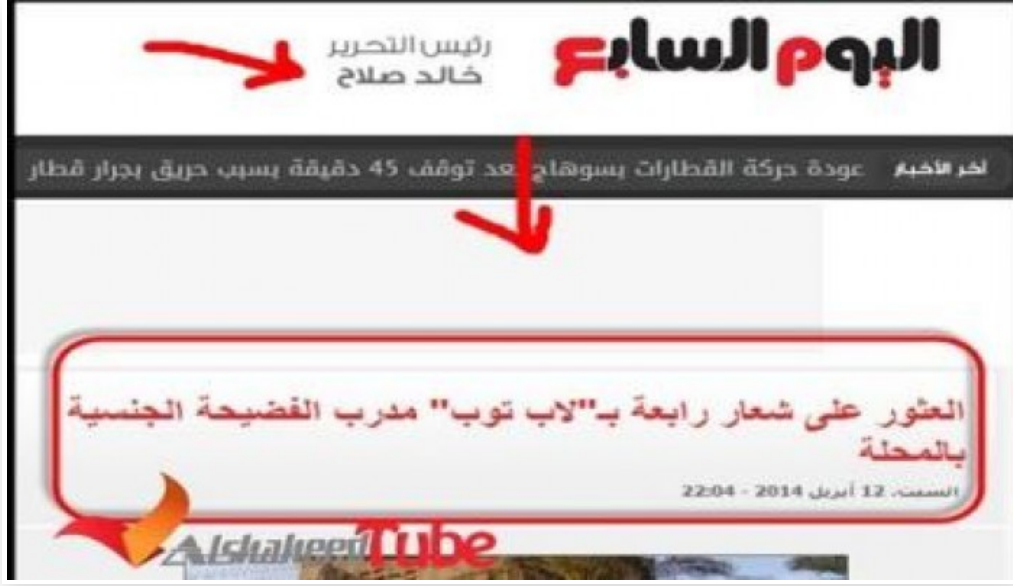 اليوم السابع
رئيس التحرير
خالد صلاح
آخر الأخبار عودة حركة القطارات بسوهاج بعد توقف 45 دقيقة بسبب حريق بجرار قطار
العثور على شعار رابعة بـ"لاب توب" مدرب الفضيحة الجنسية
بالمحلة
السبت، 12 أبريل 2014 - 22:04
AlshaheedTube